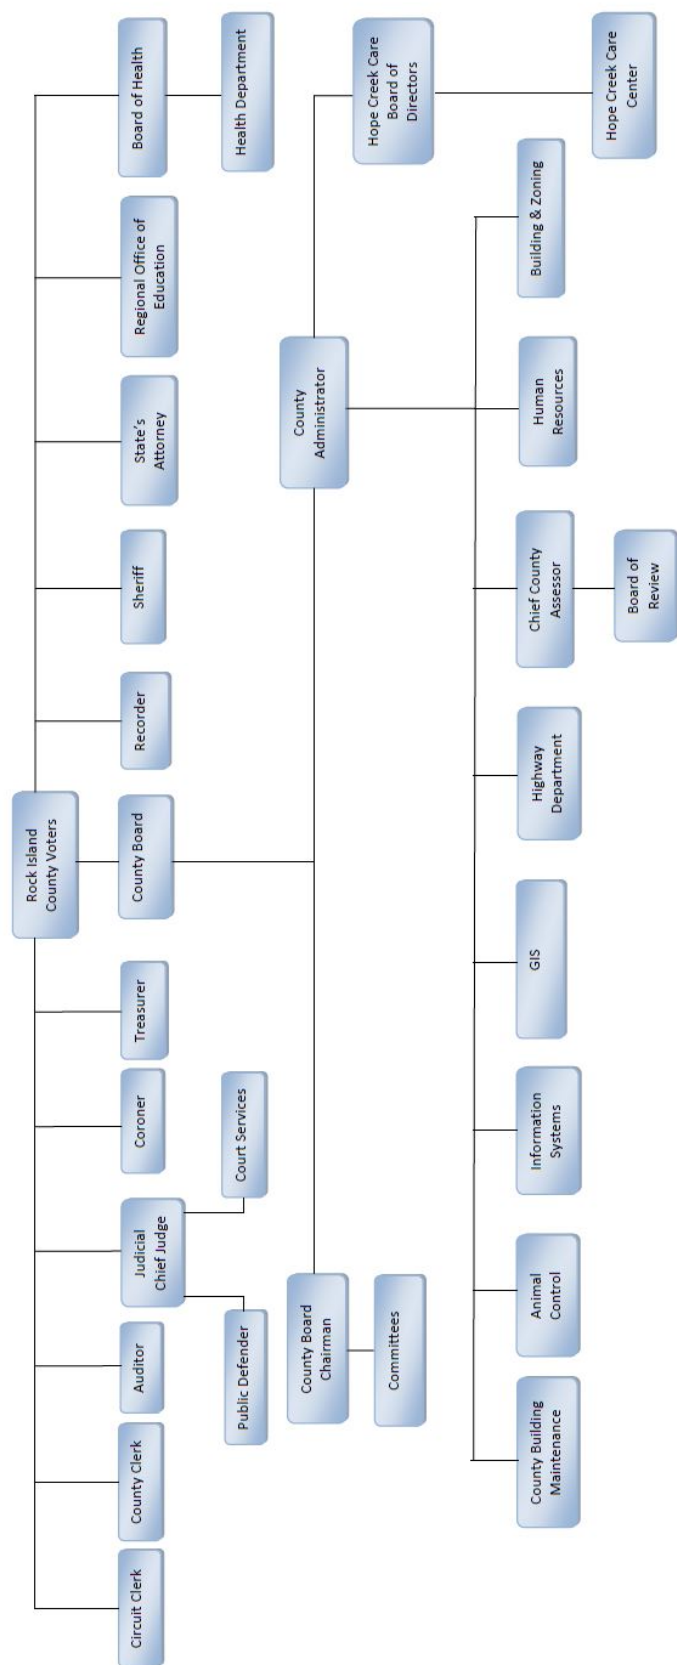 Rock Island
County Voters
Circuit Clerk
County Clerk
Auditor
Judicial
Chief Judge
Coroner
Treasurer
County Board
Recorder
Sheriff
State's
Attorney
Regional Office of
Education
Board of Health
Public Defender
Court Services
Health Department
County Board
Chairman
County
Administrator
Hope Creek Care
Board of
Directors
Committees
County Building
Maintenance
Animal
Control
Information
Systems
GIS
Highway
Department
Chief County
Assessor
Human
Resources
Building & Zoning
Hope Creek Care
Center
Board of
Review